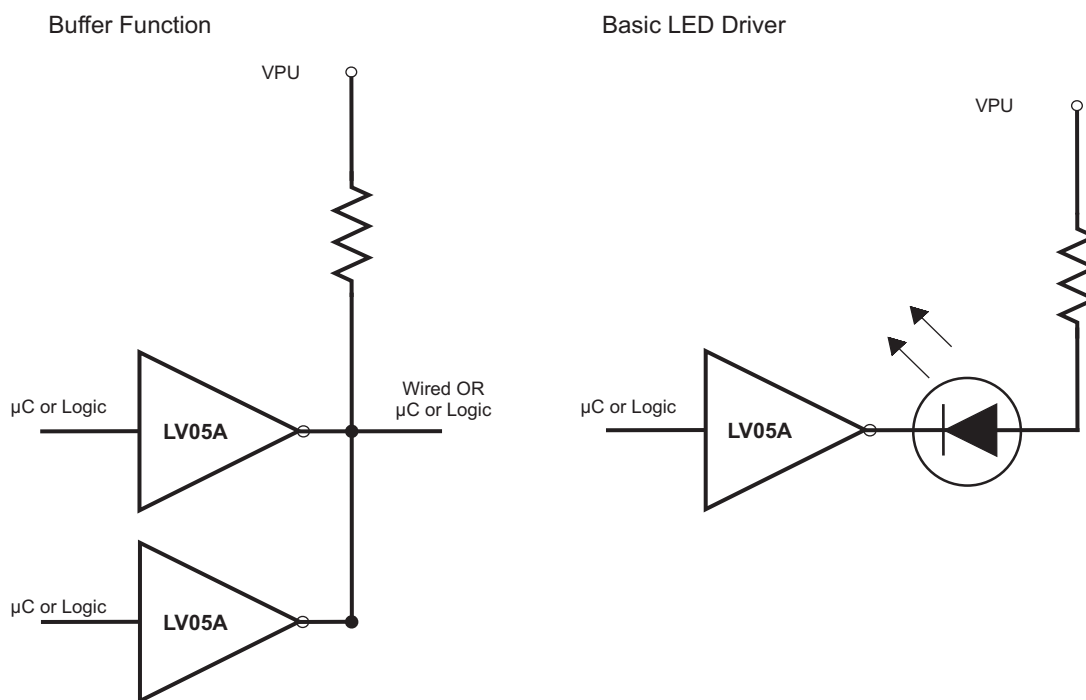 Buffer Function
VPU
µC or Logic
LV05A
Wired OR
µC or Logic
µC or Logic
LV05A
Basic LED Driver
VPU
µC or Logic
LV05A